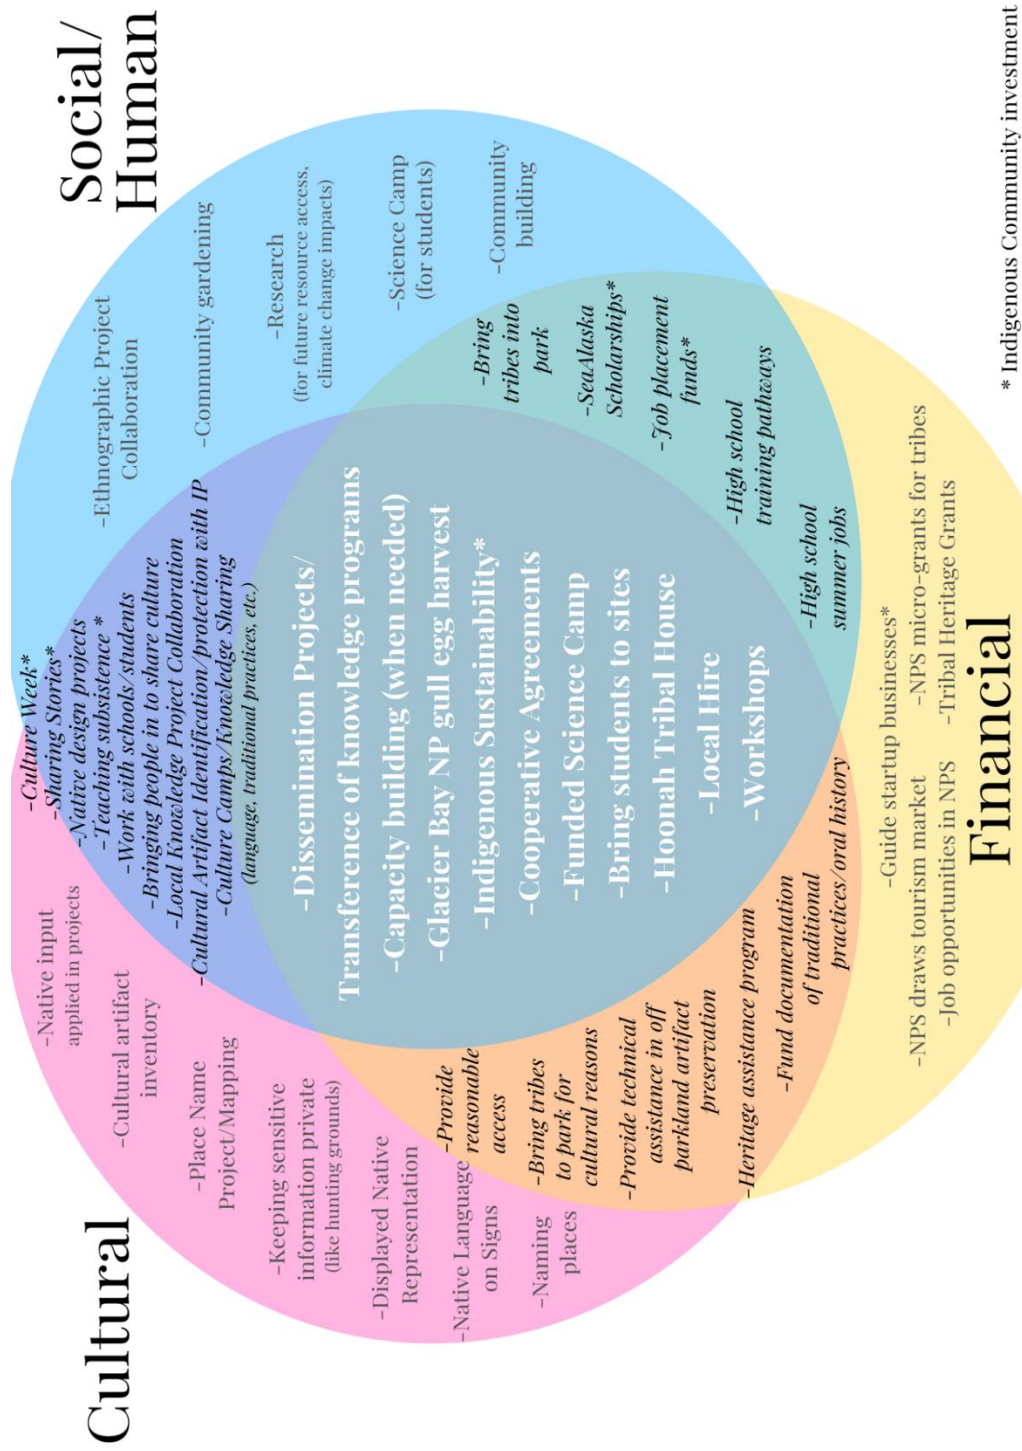 Cultural
Social/
Human
-Native input
applied in projects
-Cultural artifact
inventory
-Place Name
Project/Mapping
-Keeping sensitive
information private
(like hunting grounds)
-Displayed Native
Representation
-Native Language
on Signs
-Naming
places
-Culture Week*
-Sharing Stories*
-Native design projects
-Teaching subsistence *
-Work with schools/students
-Bringing people in to share culture
-Local Knowledge Project Collaboration
-Cultural Artifact Identification/protection with IP
-Culture Camps/Knowledge Sharing
(language, traditional practices, etc.)
-Ethnographic Project
Collaboration
-Community gardening
-Research
(for future resource access,
climate change impacts)
-Science Camp
(for students)
-Community
building
-Dissemination Projects/
Transference of knowledge programs
-Capacity building (when needed)
-Glacier Bay NP gull egg harvest
-Indigenous Sustainability*
-Cooperative Agreements
-Funded Science Camp
-Bring students to sites
-Hoonah Tribal House
-Local Hire
-Workshops
-Provide
reasonable
access
-Bring tribes
to park for
cultural reasons
-Provide technical
assistance in off
parkland artifact
preservation
-Heritage assistance program
-Fund documentation
of traditional
practices/oral history
-Bring
tribes into
park
-SeaAlaska
Scholarships*
-Job placement
funds*
-High school
training pathways
-High school
summer jobs
-Guide startup businesses*
-NPS draws tourism market
-NPS micro-grants for tribes
-Job opportunities in NPS
-Tribal Heritage Grants
Financial
* Indigenous Community investment